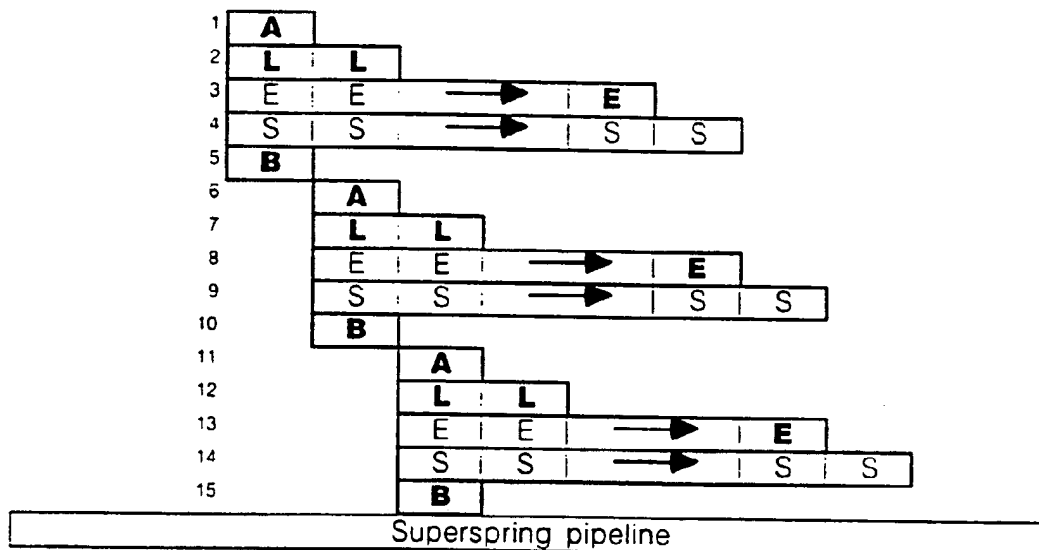 1 A
2 L L
3 E E E
4 S S S S
5 B
6 A
7 L L
8 E E E
9 S S S S
10 B
11 A
12 L L
13 E E E
14 S S S S
15 B
Superspring pipeline